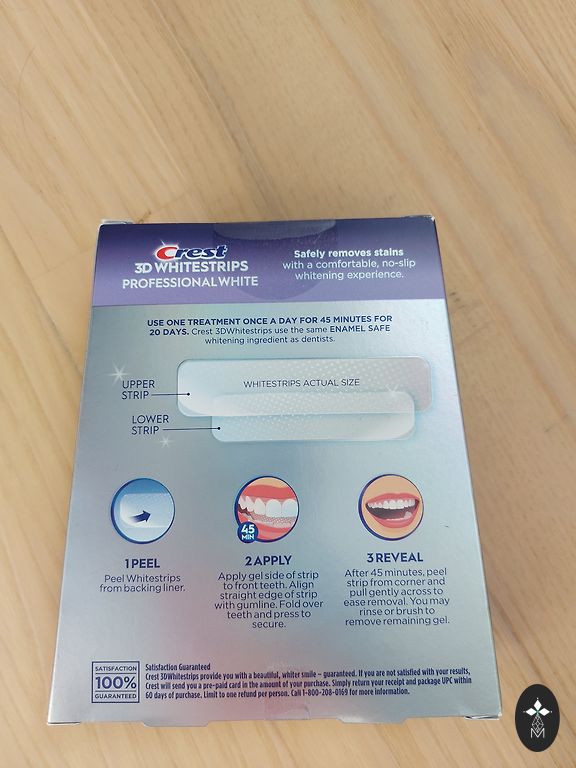 Crest
3D WHITESTRIPS
PROFESSIONAL WHITE
Safely removes stains
with a comfortable, no-slip
whitening experience.
USE ONE TREATMENT ONCE A DAY FOR 45 MINUTES FOR
20 DAYS. Crest 3DWhitestrips use the same ENAMEL SAFE
whitening ingredient as dentists.
UPPER
STRIP
WHITESTRIPS ACTUAL SIZE
LOWER
STRIP
45
MIN
1 PEEL
Peel Whitestrips
from backing liner.
2 APPLY
Apply gel side of strip
to front teeth. Align
straight edge of strip
with gumline. Fold over
teeth and press to
secure.
3 REVEAL
After 45 minutes, peel
strip from corner and
pull gently across to
ease removal. You may
rinse or brush to
remove remaining gel.
SATISFACTION
100%
GUARANTEED
Satisfaction Guaranteed
Crest 3DWhitestrips provide you with a beautiful, whiter smile – guaranteed. If you are not satisfied with your results,
Crest will send you a pre-paid card in the amount of your purchase. Simply return your receipt and package UPC within
60 days of purchase. Limit to one refund per person. Call 1-800-208-0169 for more information.
M